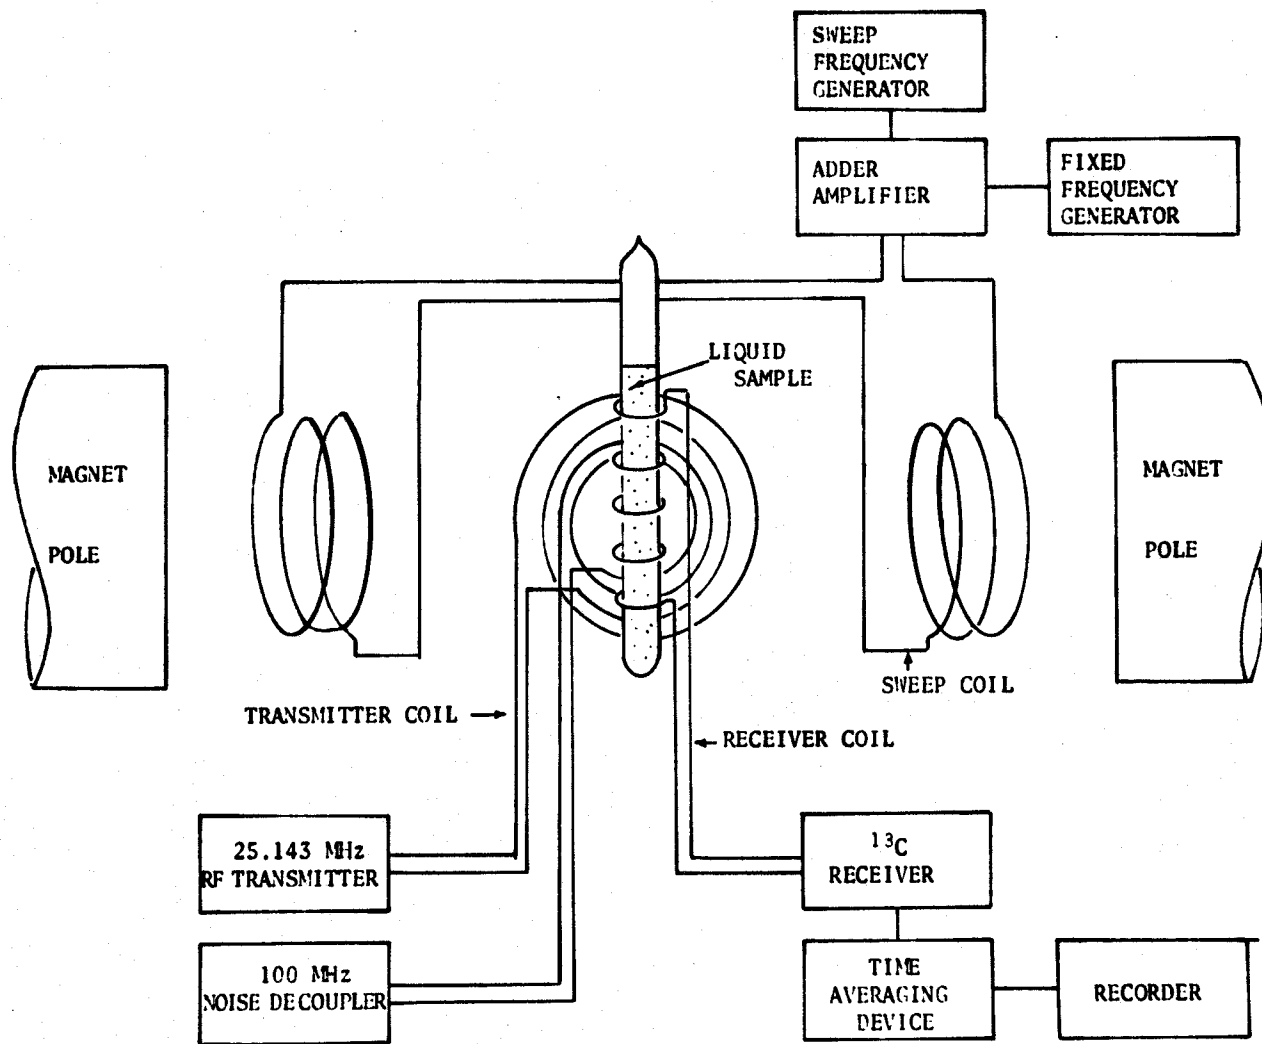 SWEEP
FREQUENCY
GENERATOR
ADDER
AMPLIFIER
FIXED
FREQUENCY
GENERATOR
LIQUID
SAMPLE
MAGNET
POLE
MAGNET
POLE
SWEEP COIL
TRANSMITTER COIL
RECEIVER COIL
25.143 MHz
RF TRANSMITTER
13C
RECEIVER
100 MHz
NOISE DECOUPLER
TIME
AVERAGING
DEVICE
RECORDER